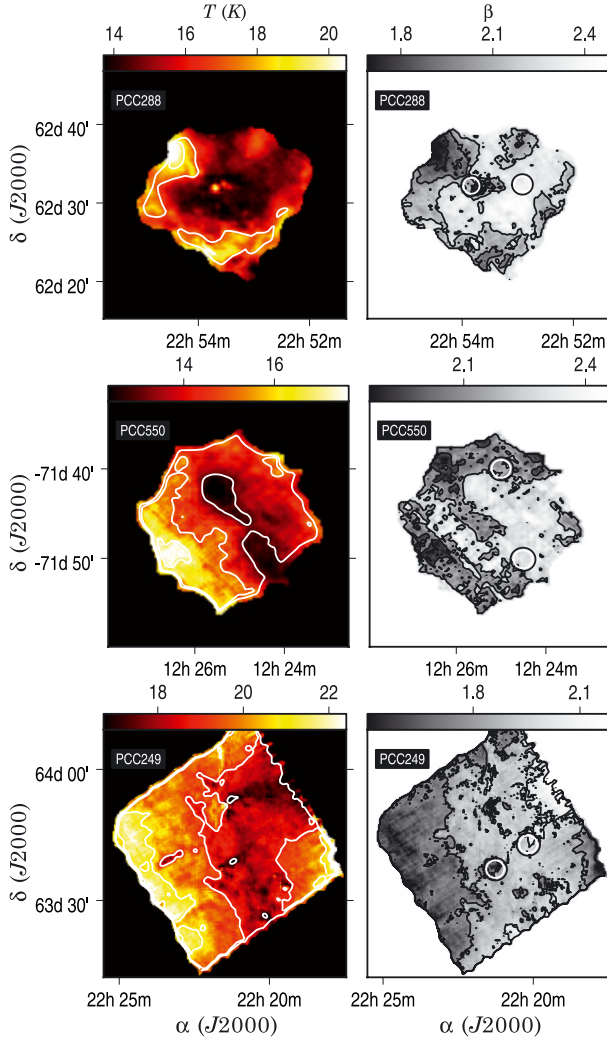 T (K) β
14 16 18 20 1.8 2.1 2.4
PCC288 PCC288
δ (J2000)
62d 40'
62d 30'
62d 20'
22h 54m 22h 52m 22h 54m 22h 52m
14 16 2.1 2.4
PCC550 PCC550
δ (J2000)
-71d 40'
-71d 50'
12h 26m 12h 24m 12h 26m 12h 24m
18 20 22 1.8 2.1
PCC249 PCC249
δ (J2000)
64d 00'
63d 30'
22h 25m 22h 20m 22h 25m 22h 20m
α (J2000) α (J2000)